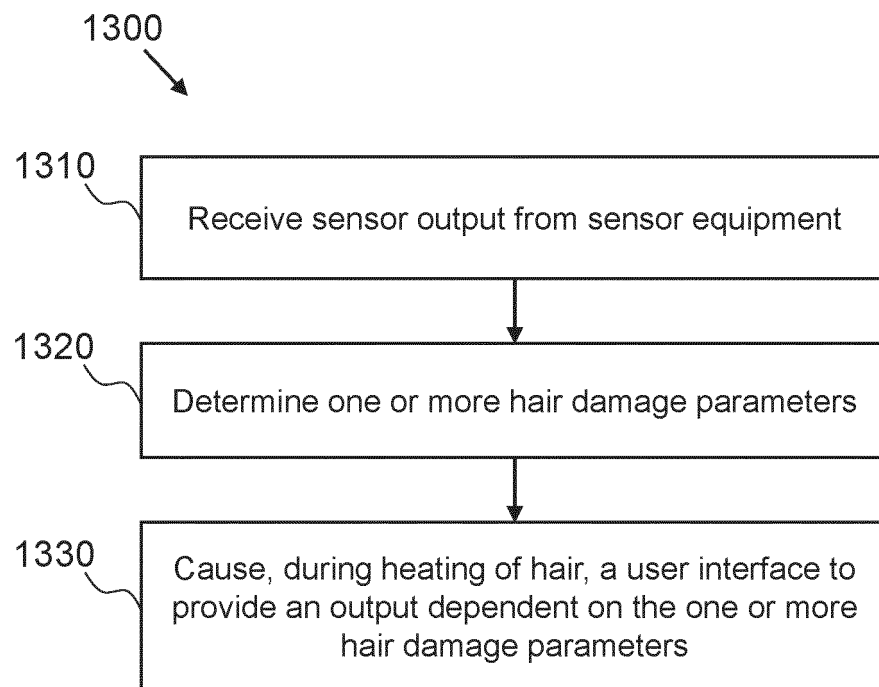 1300
1310
Receive sensor output from sensor equipment
1320
Determine one or more hair damage parameters
1330
Cause, during heating of hair, a user interface to
provide an output dependent on the one or more
hair damage parameters